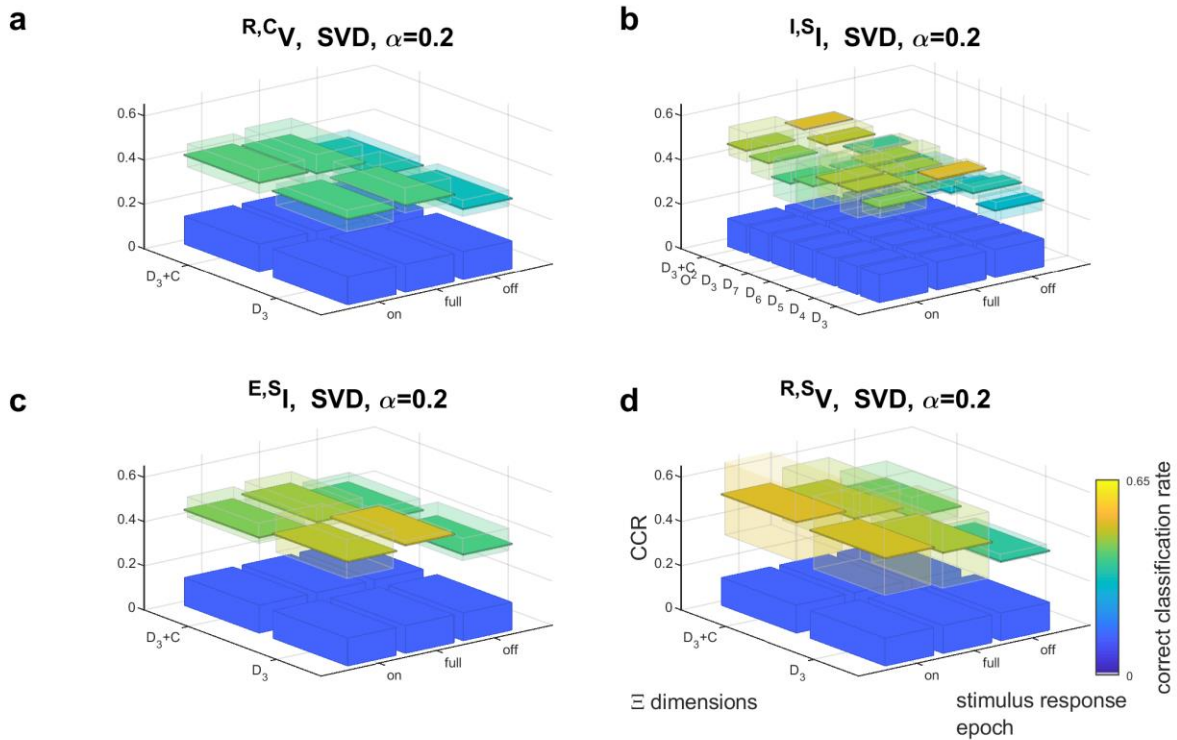 a
R,CV, SVD, α=0.2
0.6
0.4
0.2
0
D3+C
D3
on
full
off
b
I,SI, SVD, α=0.2
0.6
0.4
0.2
0
D3+C
O2 D3
D7
D6
D5
D4
D3
on
full
off
c
E,SI, SVD, α=0.2
0.6
0.4
0.2
0
D3+C
D3
on
full
off
d
R,SV, SVD, α=0.2
CCR
0.6
0.4
0.2
0
D3+C
D3
on
full
off
0.65
0
correct classification rate
Ξ dimensions
stimulus response
epoch